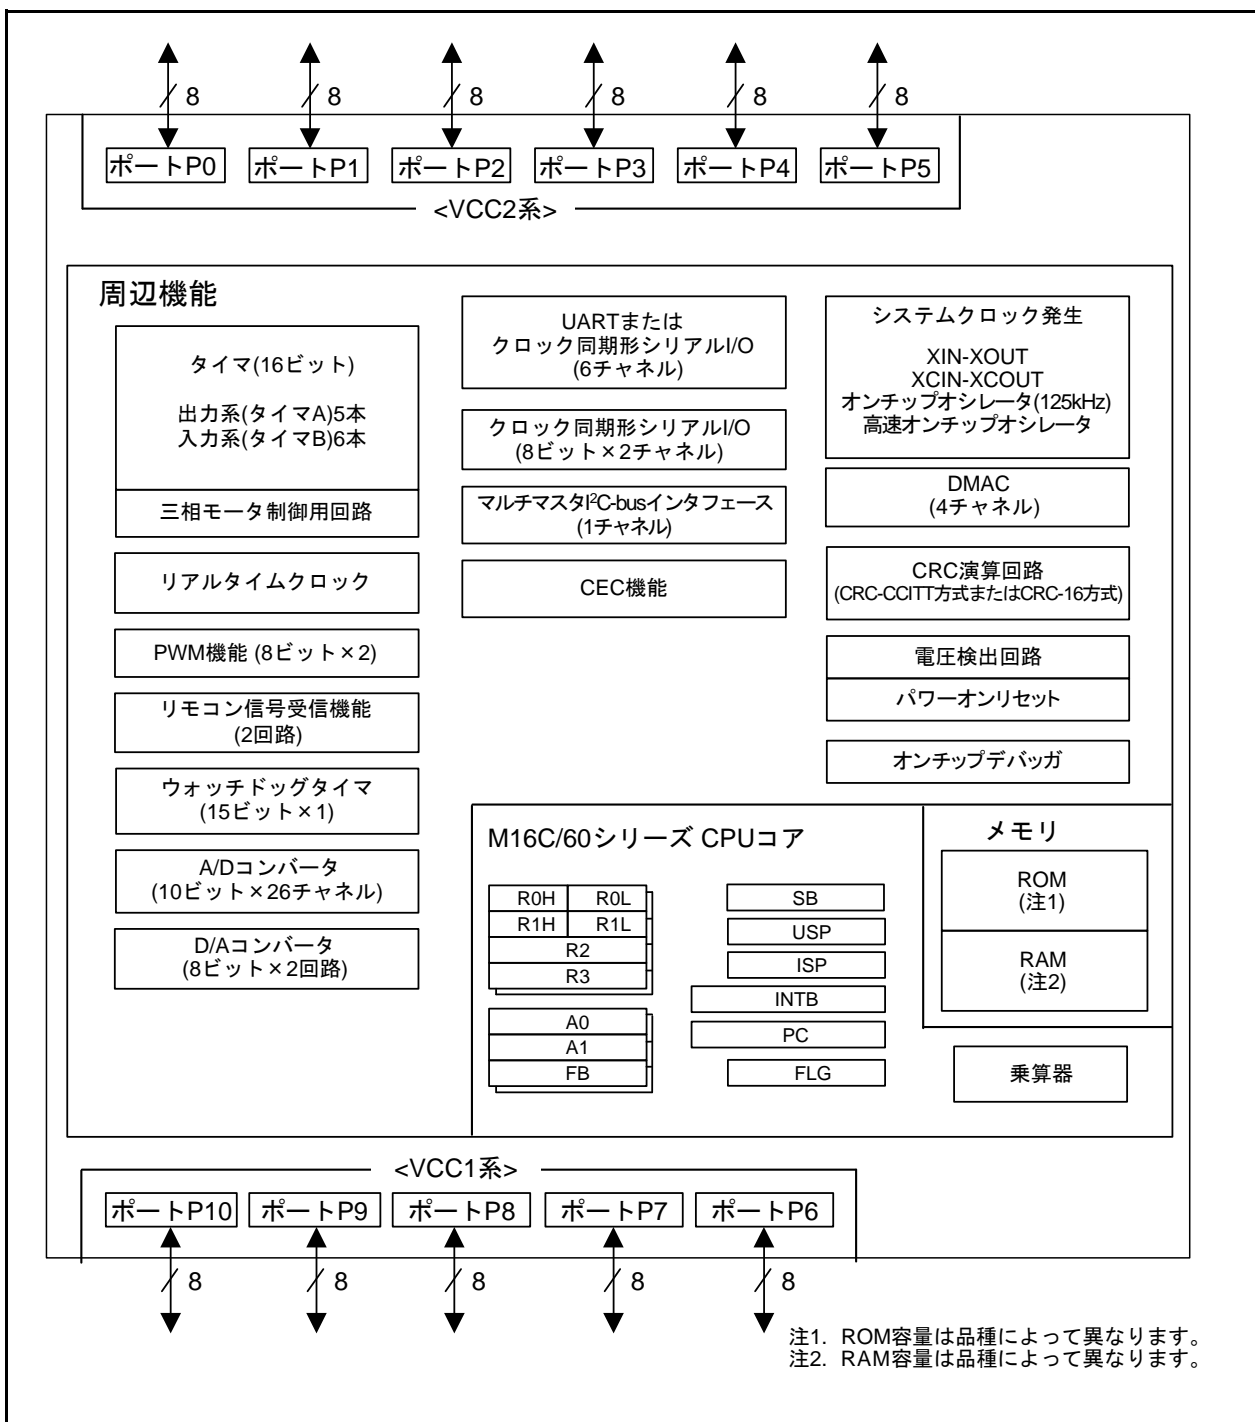 8 8 8 8 8 8
ポートP0 ポートP1 ポートP2 ポートP3 ポートP4 ポートP5
<VCC2系>
周辺機能
タイマ(16ビット)
出力系(タイマA)5本
入力系(タイマB)6本
三相モータ制御用回路
リアルタイムクロック
PWM機能 (8ビット×2)
リモコン信号受信機能
(2回路)
ウォッチドッグタイマ
(15ビット×1)
A/Dコンバータ
(10ビット×26チャネル)
D/Aコンバータ
(8ビット×2回路)
UARTまたは
クロック同期形シリアルI/O
(6チャネル)
クロック同期形シリアルI/O
(8ビット×2チャネル)
マルチマスタI²C-busインタフェース
(1チャネル)
CEC機能
システムクロック発生
XIN-XOUT
XCIN-XCOUT
オンチップオシレータ(125kHz)
高速オンチップオシレータ
DMAC
(4チャネル)
CRC演算回路
(CRC-CCITT方式またはCRC-16方式)
電圧検出回路
パワーオンリセット
オンチップデバッガ
M16C/60シリーズ CPUコア
R0H R0L
R1H R1L
R2
R3
A0
A1
FB
SB
USP
ISP
INTB
PC
FLG
メモリ
ROM
(注1)
RAM
(注2)
乗算器
<VCC1系>
ポートP10 ポートP9 ポートP8 ポートP7 ポートP6
8 8 8 8 8
注1. ROM容量は品種によって異なります。
注2. RAM容量は品種によって異なります。